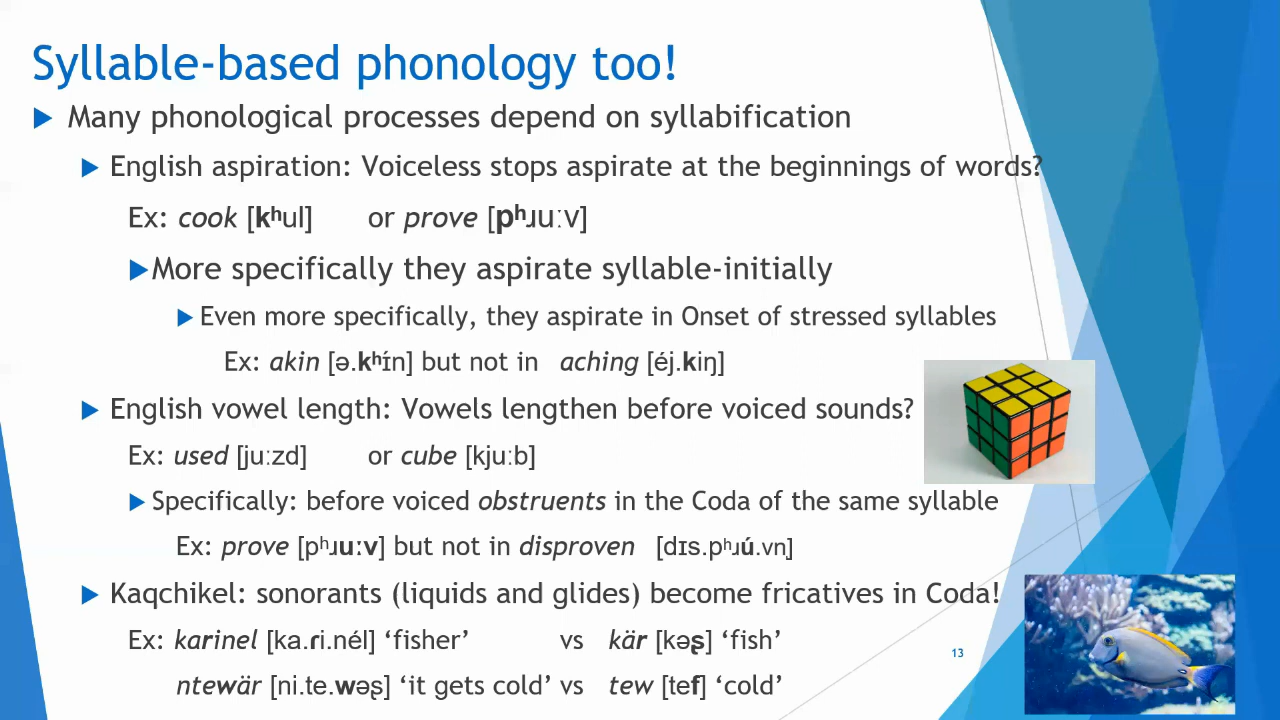 Syllable-based phonology too!
Many phonological processes depend on syllabification
English aspiration: Voiceless stops aspirate at the beginnings of words?
Ex: cook [kʰul] or prove [pʰɹuːv]
More specifically they aspirate syllable-initially
Even more specifically, they aspirate in Onset of stressed syllables
Ex: akin [ə.kʰɪ́n] but not in aching [éj.kiŋ]
English vowel length: Vowels lengthen before voiced sounds?
Ex: used [juːzd] or cube [kjuːb]
Specifically: before voiced obstruents in the Coda of the same syllable
Ex: prove [pʰɹuːv] but not in disproven [dɪs.pʰɹú.vn]
Kaqchikel: sonorants (liquids and glides) become fricatives in Coda!
Ex: karinel [ka.ɾi.nél] ‘fisher’ vs kär [kəʂ] ‘fish’
13
ntewär [ni.te.wəʂ] ‘it gets cold’ vs tew [tef] ‘cold’